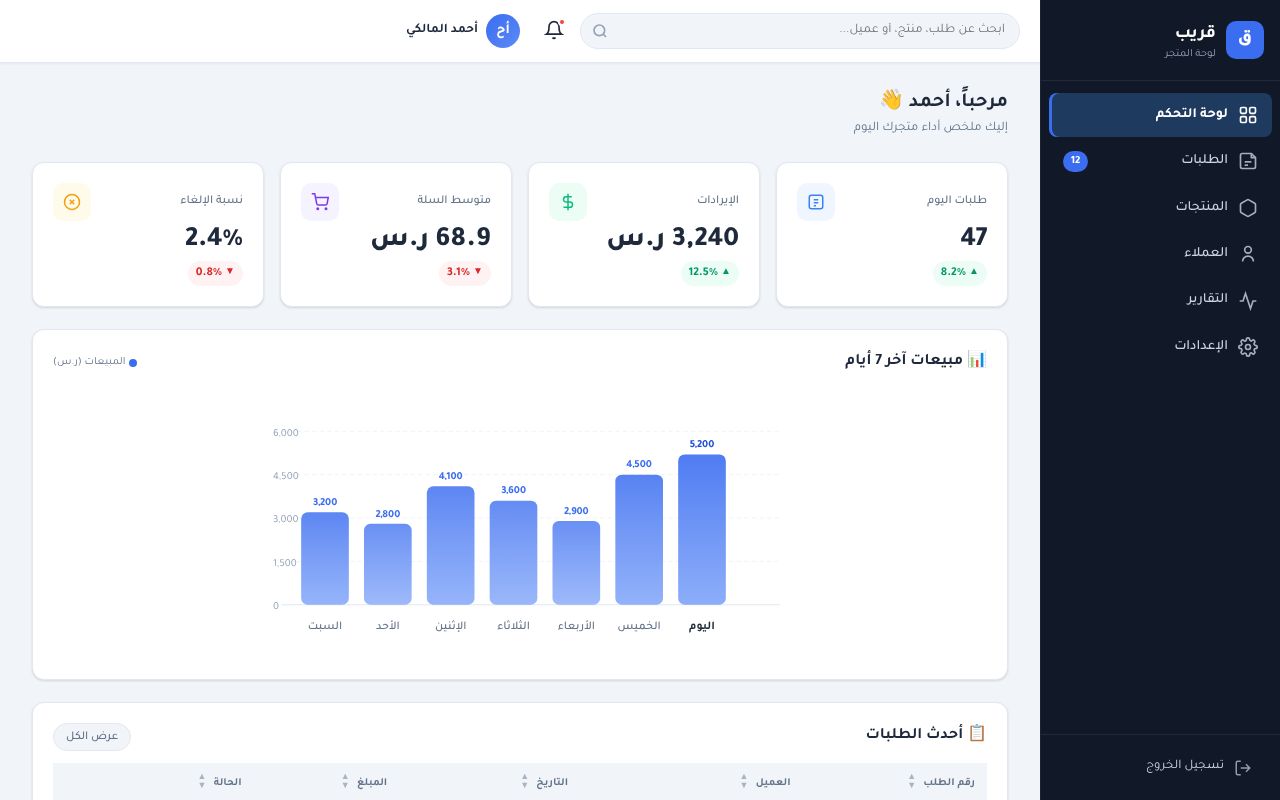 ق
قريب
لوحة المتجر
لوحة التحكم
الطلبات
12
المنتجات
العملاء
التقارير
الإعدادات
تسجيل الخروج
ابحث عن طلب، منتج، أو عميل...
أح
أحمد المالكي
مرحباً، أحمد 👋
إليك ملخص أداء متجرك اليوم
طلبات اليوم
47
▲ 8.2%
الإيرادات
3,240 ر.س
▲ 12.5%
متوسط السلة
68.9 ر.س
▼ 3.1%
نسبة الإلغاء
2.4%
▼ 0.8%
📊 مبيعات آخر 7 أيام
المبيعات (ر.س)
6,000
4,500
3,000
1,500
0
3,200
2,800
4,100
3,600
2,900
4,500
5,200
السبت
الأحد
الإثنين
الثلاثاء
الأربعاء
الخميس
اليوم
📋 أحدث الطلبات
عرض الكل
رقم الطلب
العميل
التاريخ
المبلغ
الحالة